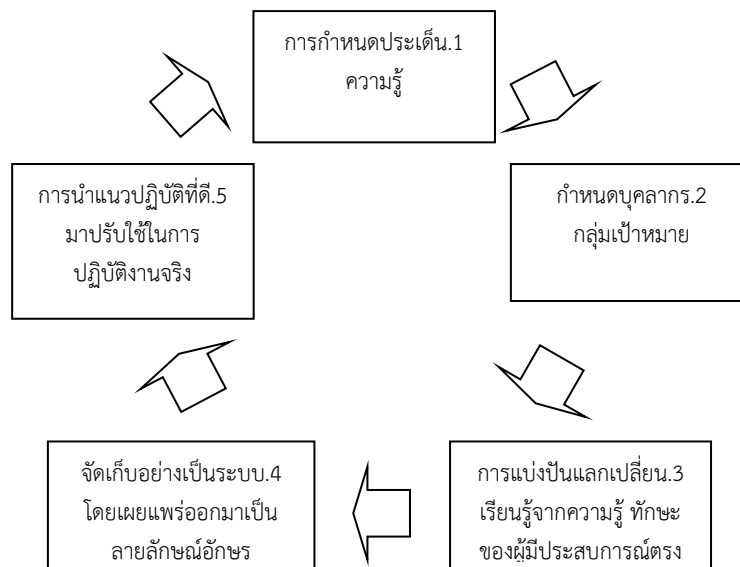 การกำหนดประเด็น.1
ความรู้
กำหนดบุคลากร.2
กลุ่มเป้าหมาย
การแบ่งปันแลกเปลี่ยน.3
เรียนรู้จากความรู้ ทักษะ
ของผู้มีประสบการณ์ตรง
จัดเก็บอย่างเป็นระบบ.4
โดยเผยแพร่ออกมาเป็น
ลายลักษณ์อักษร
การนำแนวปฏิบัติที่ดี.5
มาปรับใช้ในการ
ปฏิบัติงานจริง